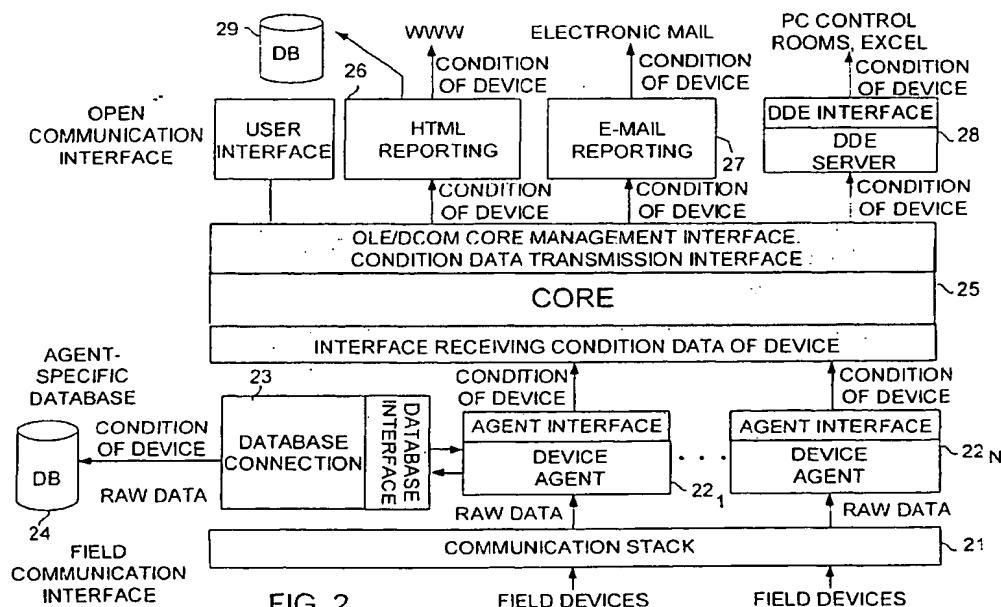 29
DB
WWW
ELECTRONIC MAIL
PC CONTROL
ROOMS, EXCEL
CONDITION
OF DEVICE
CONDITION
OF DEVICE
CONDITION
OF DEVICE
OPEN
COMMUNICATION
INTERFACE
USER
INTERFACE
26
HTML
REPORTING
E-MAIL
REPORTING
27
DDE INTERFACE
DDE
SERVER
28
CONDITION
OF DEVICE
CONDITION
OF DEVICE
CONDITION
OF DEVICE
OLE/DCOM CORE MANAGEMENT INTERFACE.
CONDITION DATA TRANSMISSION INTERFACE
CORE
25
INTERFACE RECEIVING CONDITION DATA OF DEVICE
AGENT-
SPECIFIC
DATABASE
23
CONDITION
OF DEVICE
CONDITION
OF DEVICE
CONDITION
OF DEVICE
DB
24
RAW DATA
DATABASE
CONNECTION
DATABASE
INTERFACE
AGENT INTERFACE
DEVICE
AGENT
22 1
. . .
AGENT INTERFACE
DEVICE
AGENT
22 N
RAW DATA
RAW DATA
COMMUNICATION STACK
21
FIELD
COMMUNICATION
INTERFACE
FIG. 2
FIELD DEVICES
FIELD DEVICES